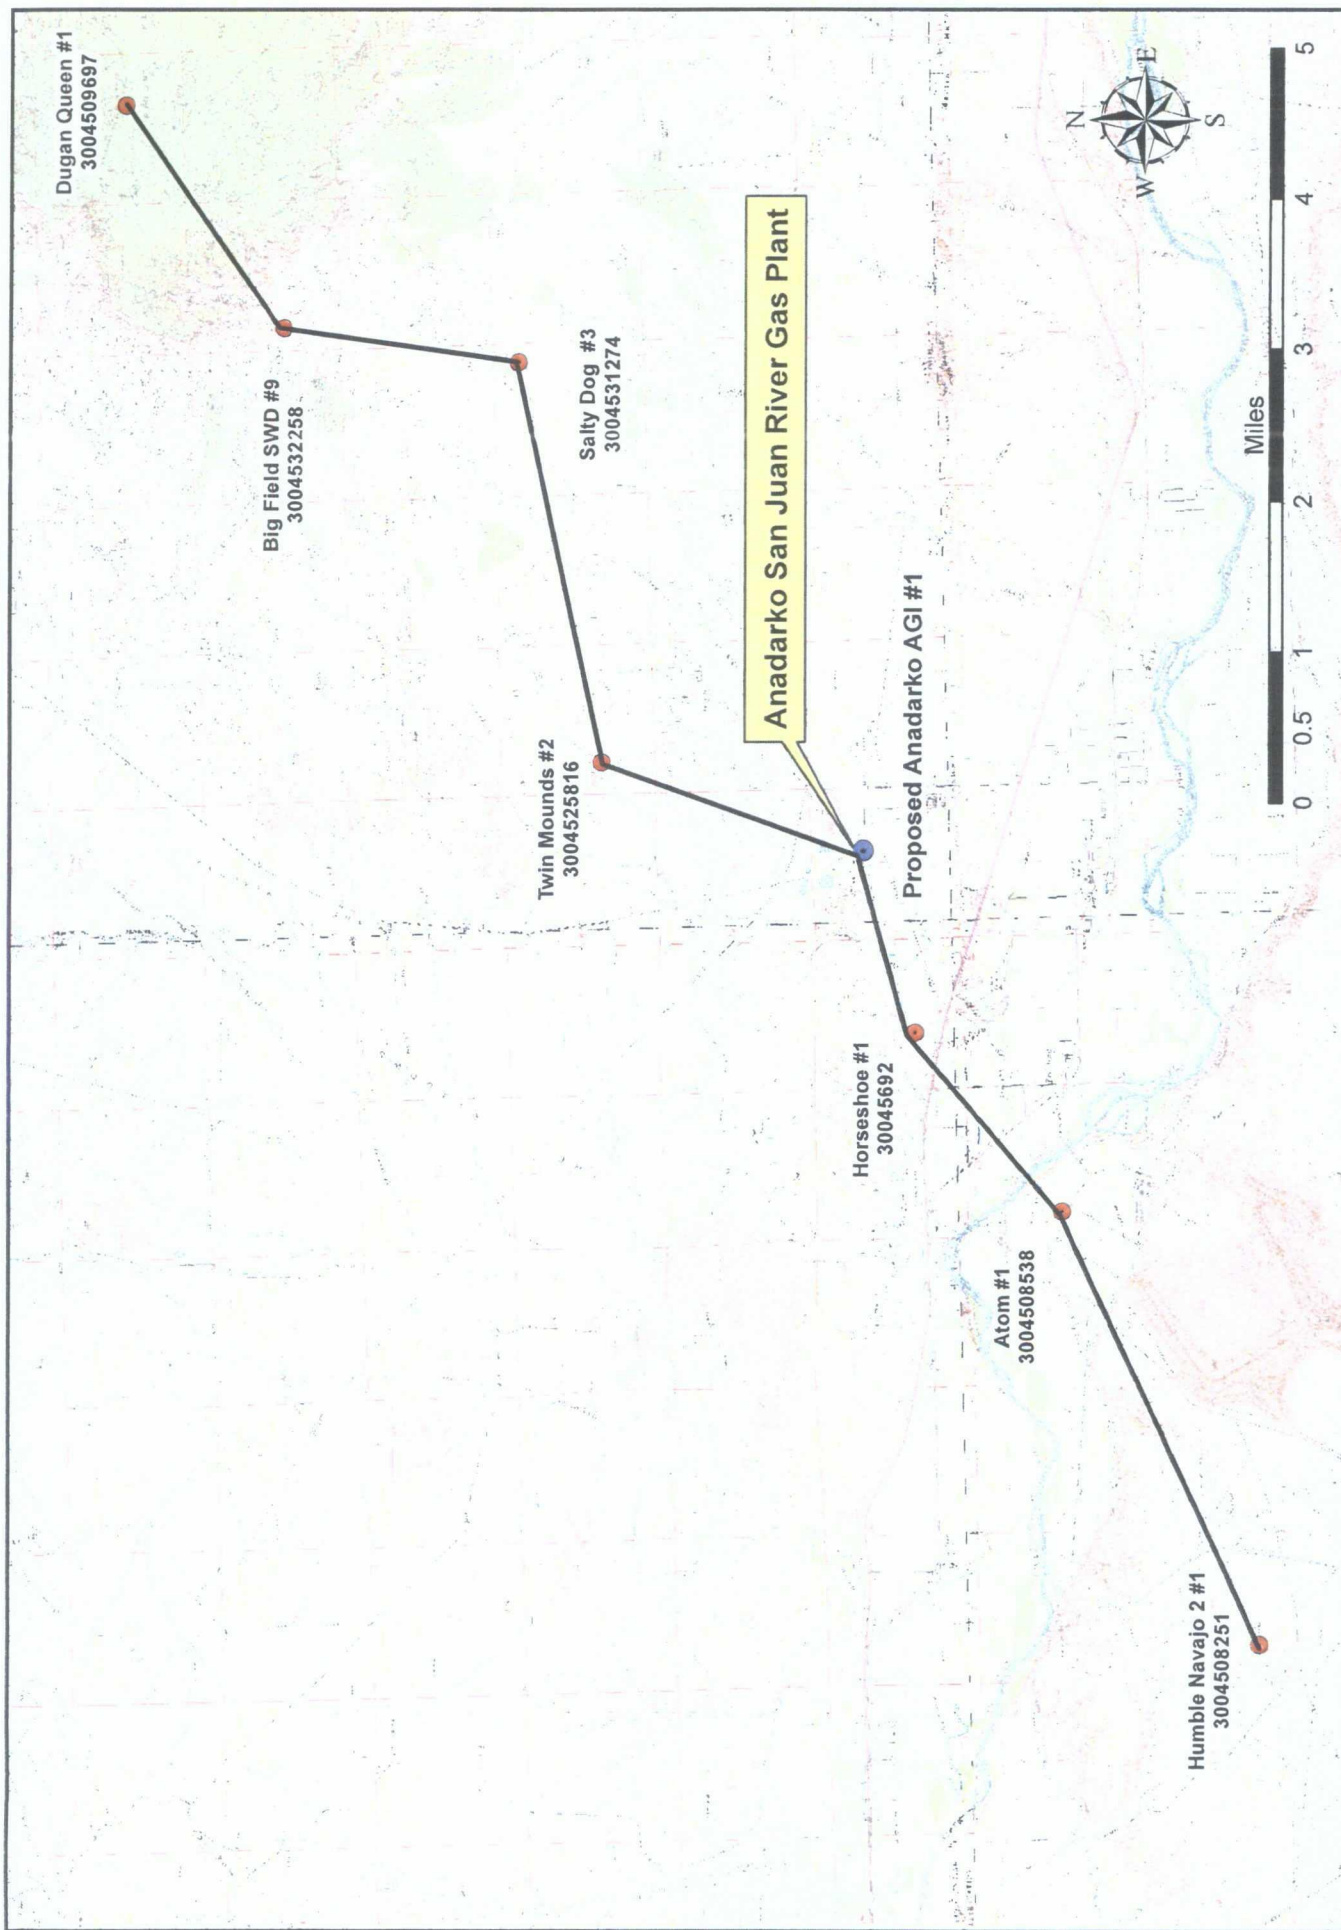 Dugan Queen #1
3004509697
Big Field SWD #9
3004532258
Salty Dog #3
3004531274
Twin Mounds #2
3004525816
Anadarko San Juan River Gas Plant
Proposed Anadarko AGI #1
Horseshoe #1
30045692
Atom #1
3004508538
Humble Navajo 2 #1
3004508251
N
W
E
S
Miles
0
0.5
1
2
3
4
5